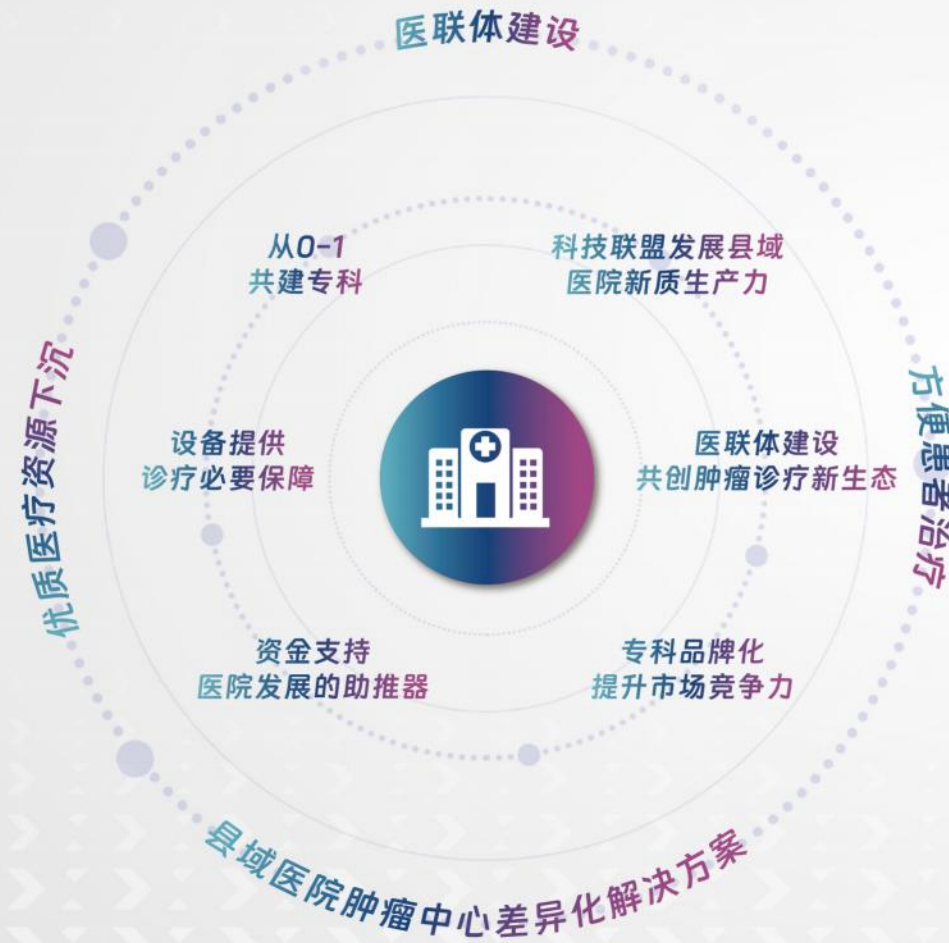 医联体建设
从0-1
共建专科
科技联盟发展县域
医院新质生产力
优质医疗资源下沉
方便患者治疗
设备提供
诊疗必要保障
医联体建设
共创肿瘤诊疗新生态
资金支持
医院发展的助推器
专科品牌化
提升市场竞争力
县域医院肿瘤中心差异化解决方案